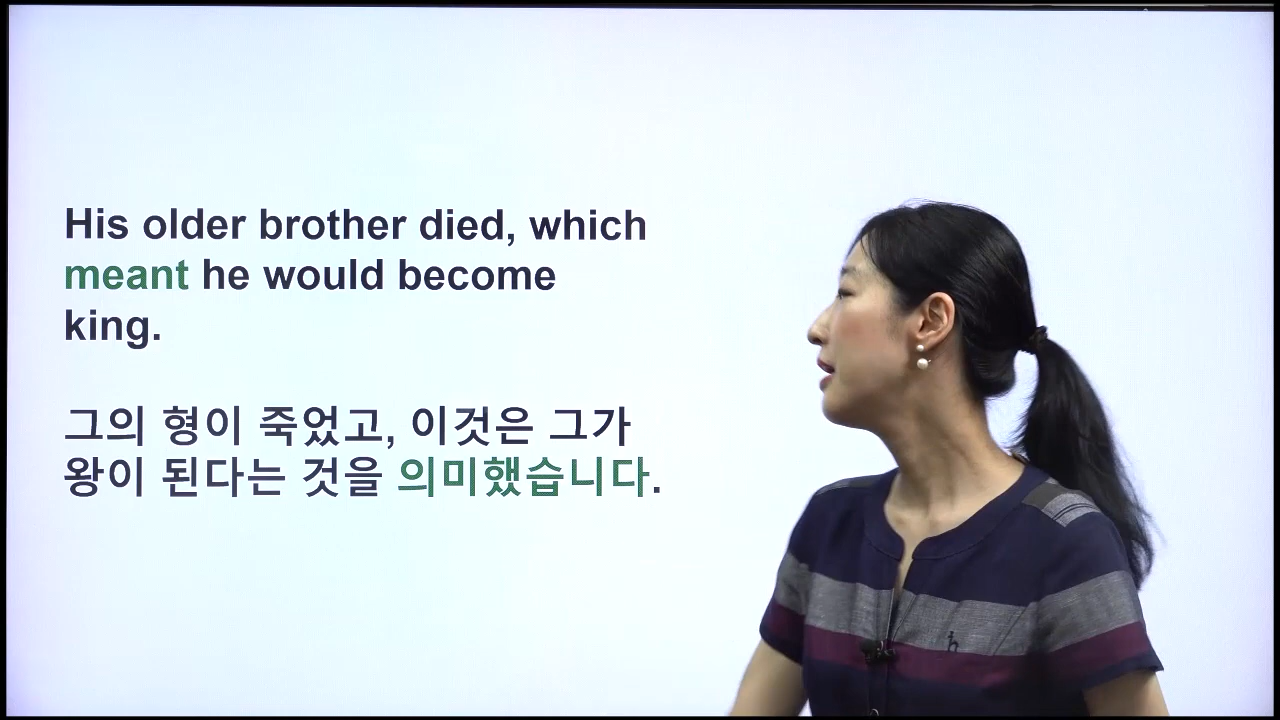 His older brother died, which
meant he would become
king.
그의 형이 죽었고, 이것은 그가
왕이 된다는 것을 의미했습니다.